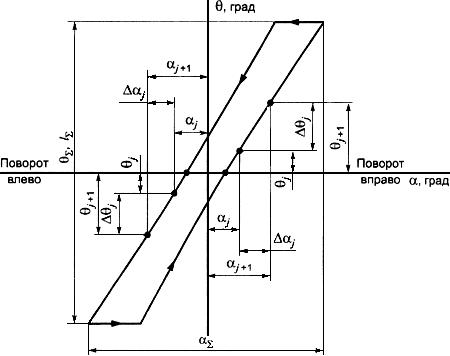 θ, град
α_{j+1}
Δα_j
α_j
θ_Σ, l_Σ
Δθ_j
θ_{j+1}
θ_j
Поворот влево
Поворот вправо α, град
θ_j
θ_{j+1}
Δθ_j
α_j
Δα_j
α_{j+1}
α_Σ